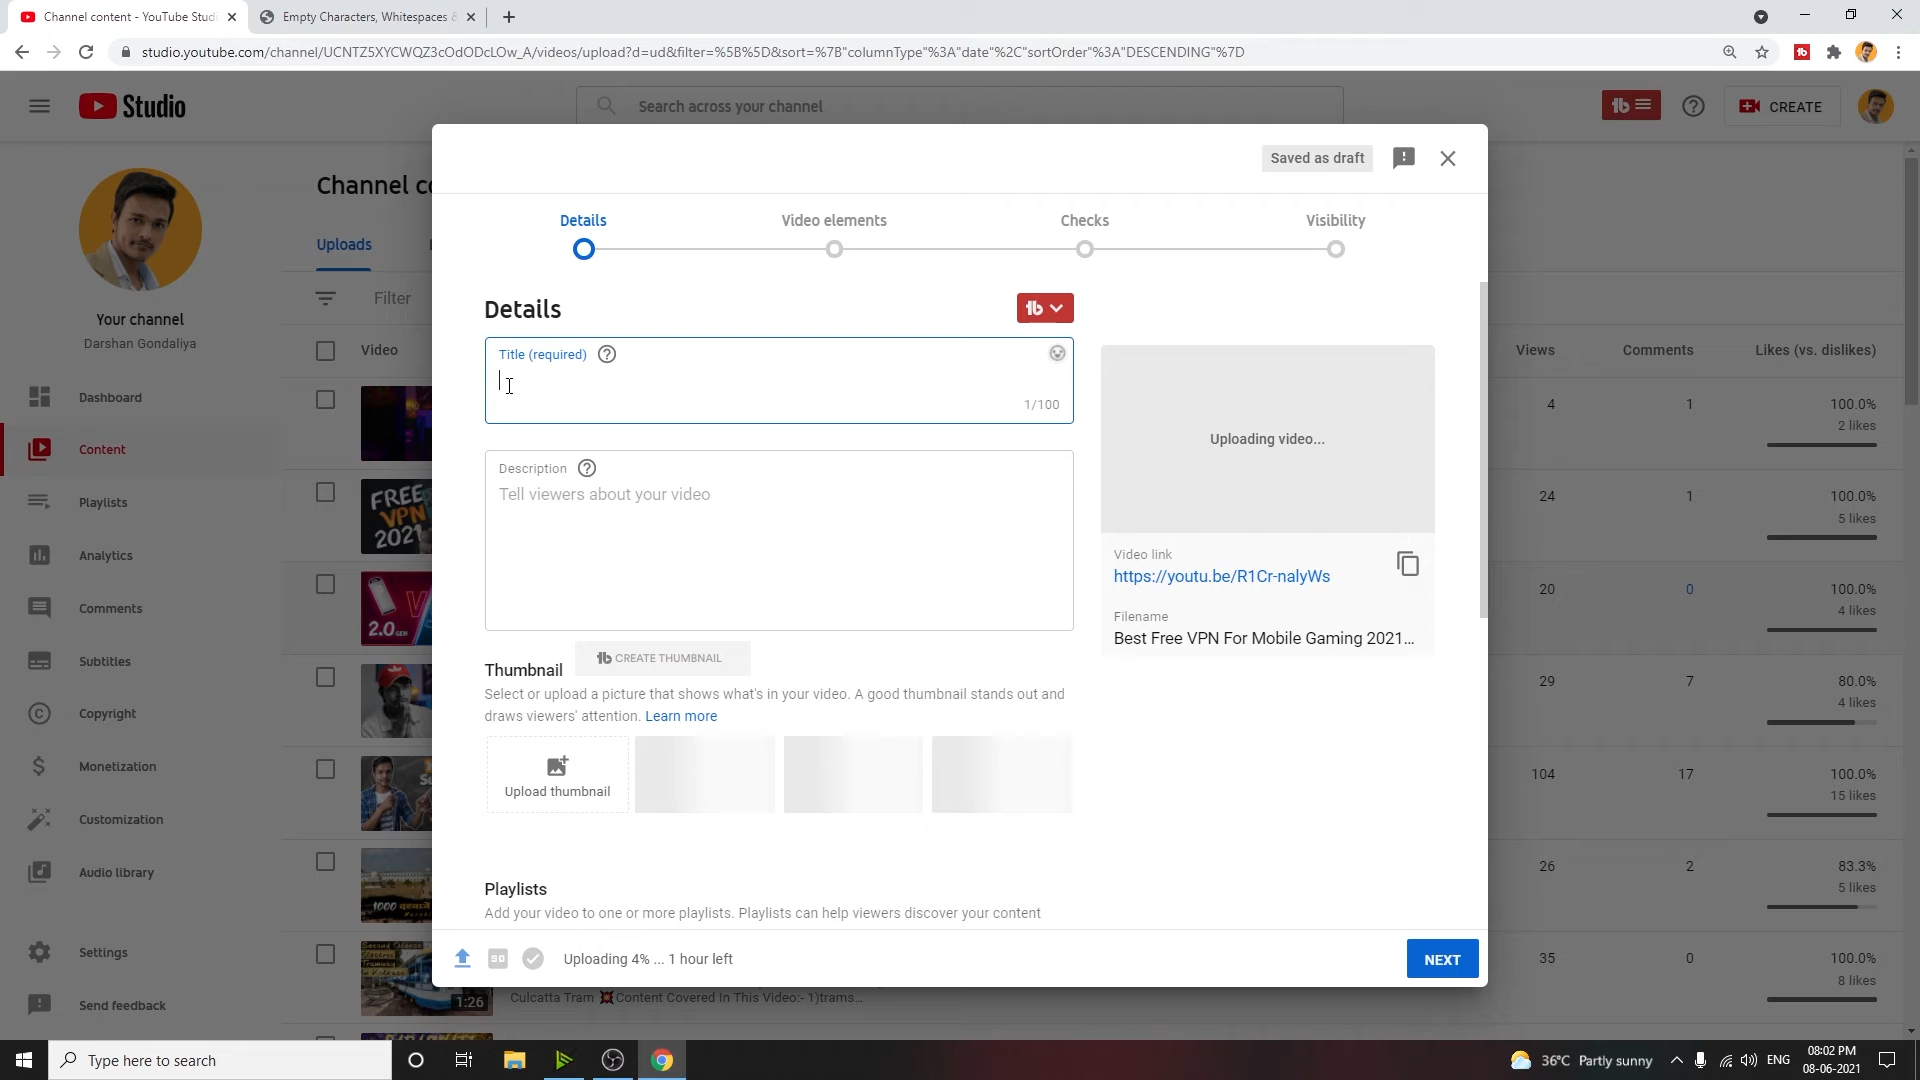 Channel content - YouTube Studi
Empty Characters, Whitespaces &
studio.youtube.com/channel/UCNTZ5XYCWQZ3cOdODcLOw_A/videos/upload?d=ud&filter=%5B%5D&sort=%7B"columnType"%3A"date"%2C"sortOrder"%3A"DESCENDING"%7D
Studio
Search across your channel
CREATE
Your channel
Darshan Gondaliya
Dashboard
Content
Playlists
Analytics
Comments
Subtitles
Copyright
Monetization
Customization
Audio library
Settings
Send feedback
Channel co
Uploads
Filter
Video
Views
Comments
Likes (vs. dislikes)
4
1
100.0%
2 likes
FREE
VPN
2021
24
1
100.0%
5 likes
2.0 GEN
20
0
100.0%
4 likes
29
7
80.0%
4 likes
104
17
100.0%
15 likes
1000 दरवाजे
26
2
83.3%
5 likes
1:26
Culcatta Tram 💥Content Covered In This Video:- 1)trams...
35
0
100.0%
8 likes
Saved as draft
Details
Video elements
Checks
Visibility
Details
Title (required)
1/100
Description
Tell viewers about your video
Uploading video...
Video link
https://youtu.be/R1Cr-nalyWs
Filename
Best Free VPN For Mobile Gaming 2021...
Thumbnail
CREATE THUMBNAIL
Select or upload a picture that shows what's in your video. A good thumbnail stands out and
draws viewers' attention. Learn more
Upload thumbnail
Playlists
Add your video to one or more playlists. Playlists can help viewers discover your content
SD
Uploading 4% ... 1 hour left
NEXT
Type here to search
36°C Partly sunny
ENG
08:02 PM
08-06-2021